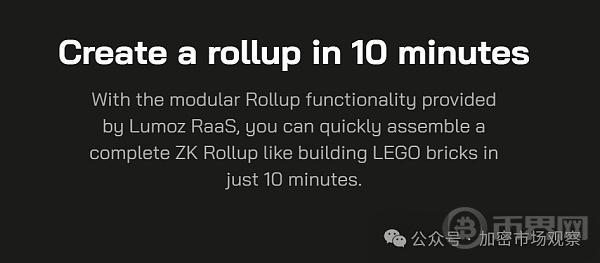 Create a rollup in 10 minutes
With the modular Rollup functionality provided
by Lumoz RaaS, you can quickly assemble a
complete ZK Rollup like building LEGO bricks in
just 10 minutes.
公众号 · 加密市场观察
币界网